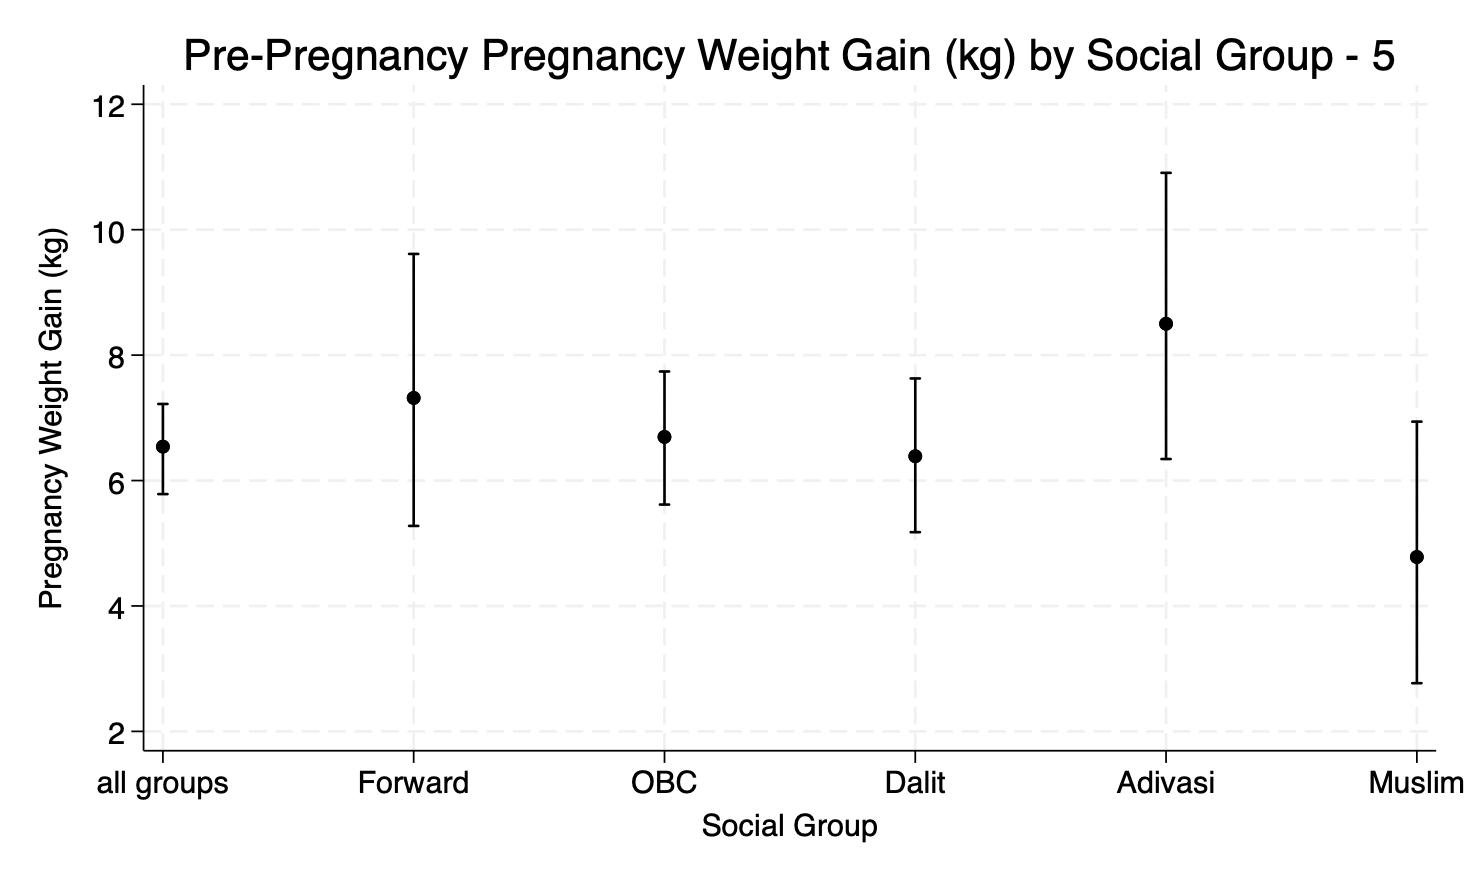 Pre-Pregnancy Pregnancy Weight Gain (kg) by Social Group - 5
Pregnancy Weight Gain (kg)
12
10
8
6
4
2
all groups Forward OBC Dalit Adivasi Muslim
Social Group